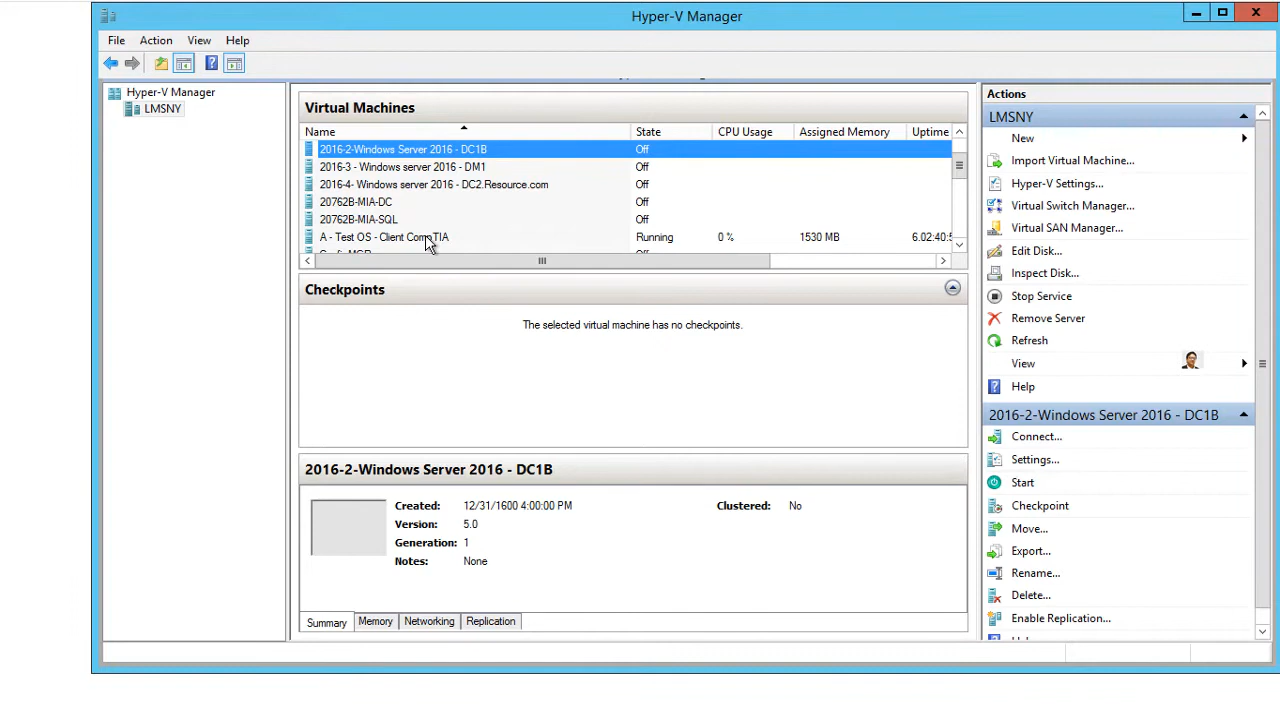 Hyper-V Manager
File Action View Help
Hyper-V Manager
LMSNY
Virtual Machines
Name State CPU Usage Assigned Memory Uptime
2016-2-Windows Server 2016 - DC1B Off
2016-3 - Windows server 2016 - DM1 Off
2016-4- Windows server 2016 - DC2.Resource.com Off
20762B-MIA-DC Off
20762B-MIA-SQL Off
A - Test OS - Client CompTIA Running 0 % 1530 MB 6.02:40:5
Checkpoints
The selected virtual machine has no checkpoints.
2016-2-Windows Server 2016 - DC1B
Created: 12/31/1600 4:00:00 PM Clustered: No
Version: 5.0
Generation: 1
Notes: None
Summary Memory Networking Replication
Actions
LMSNY
New
Import Virtual Machine...
Hyper-V Settings...
Virtual Switch Manager...
Virtual SAN Manager...
Edit Disk...
Inspect Disk...
Stop Service
Remove Server
Refresh
View
Help
2016-2-Windows Server 2016 - DC1B
Connect...
Settings...
Start
Checkpoint
Move...
Export...
Rename...
Delete...
Enable Replication...